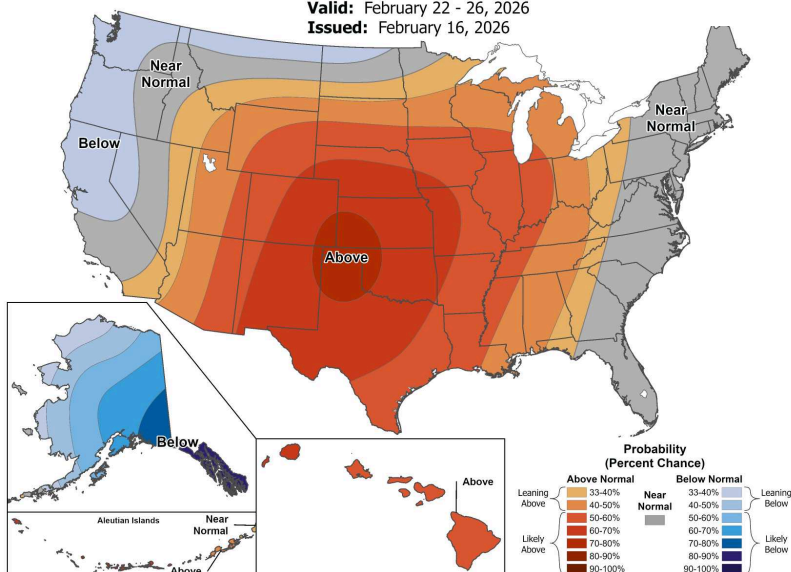 Valid: February 22 - 26, 2026
Issued: February 16, 2026
Near
Normal
Below
Near
Normal
Above
Below
Above
Aleutian Islands
Near
Normal
Above
Probability
(Percent Chance)
Above Normal
Below Normal
Leaning
Above
33-40%
40-50%
50-60%
60-70%
70-80%
80-90%
90-100%
Likely
Above
Near
Normal
33-40%
40-50%
50-60%
60-70%
70-80%
80-90%
90-100%
Leaning
Below
Likely
Below